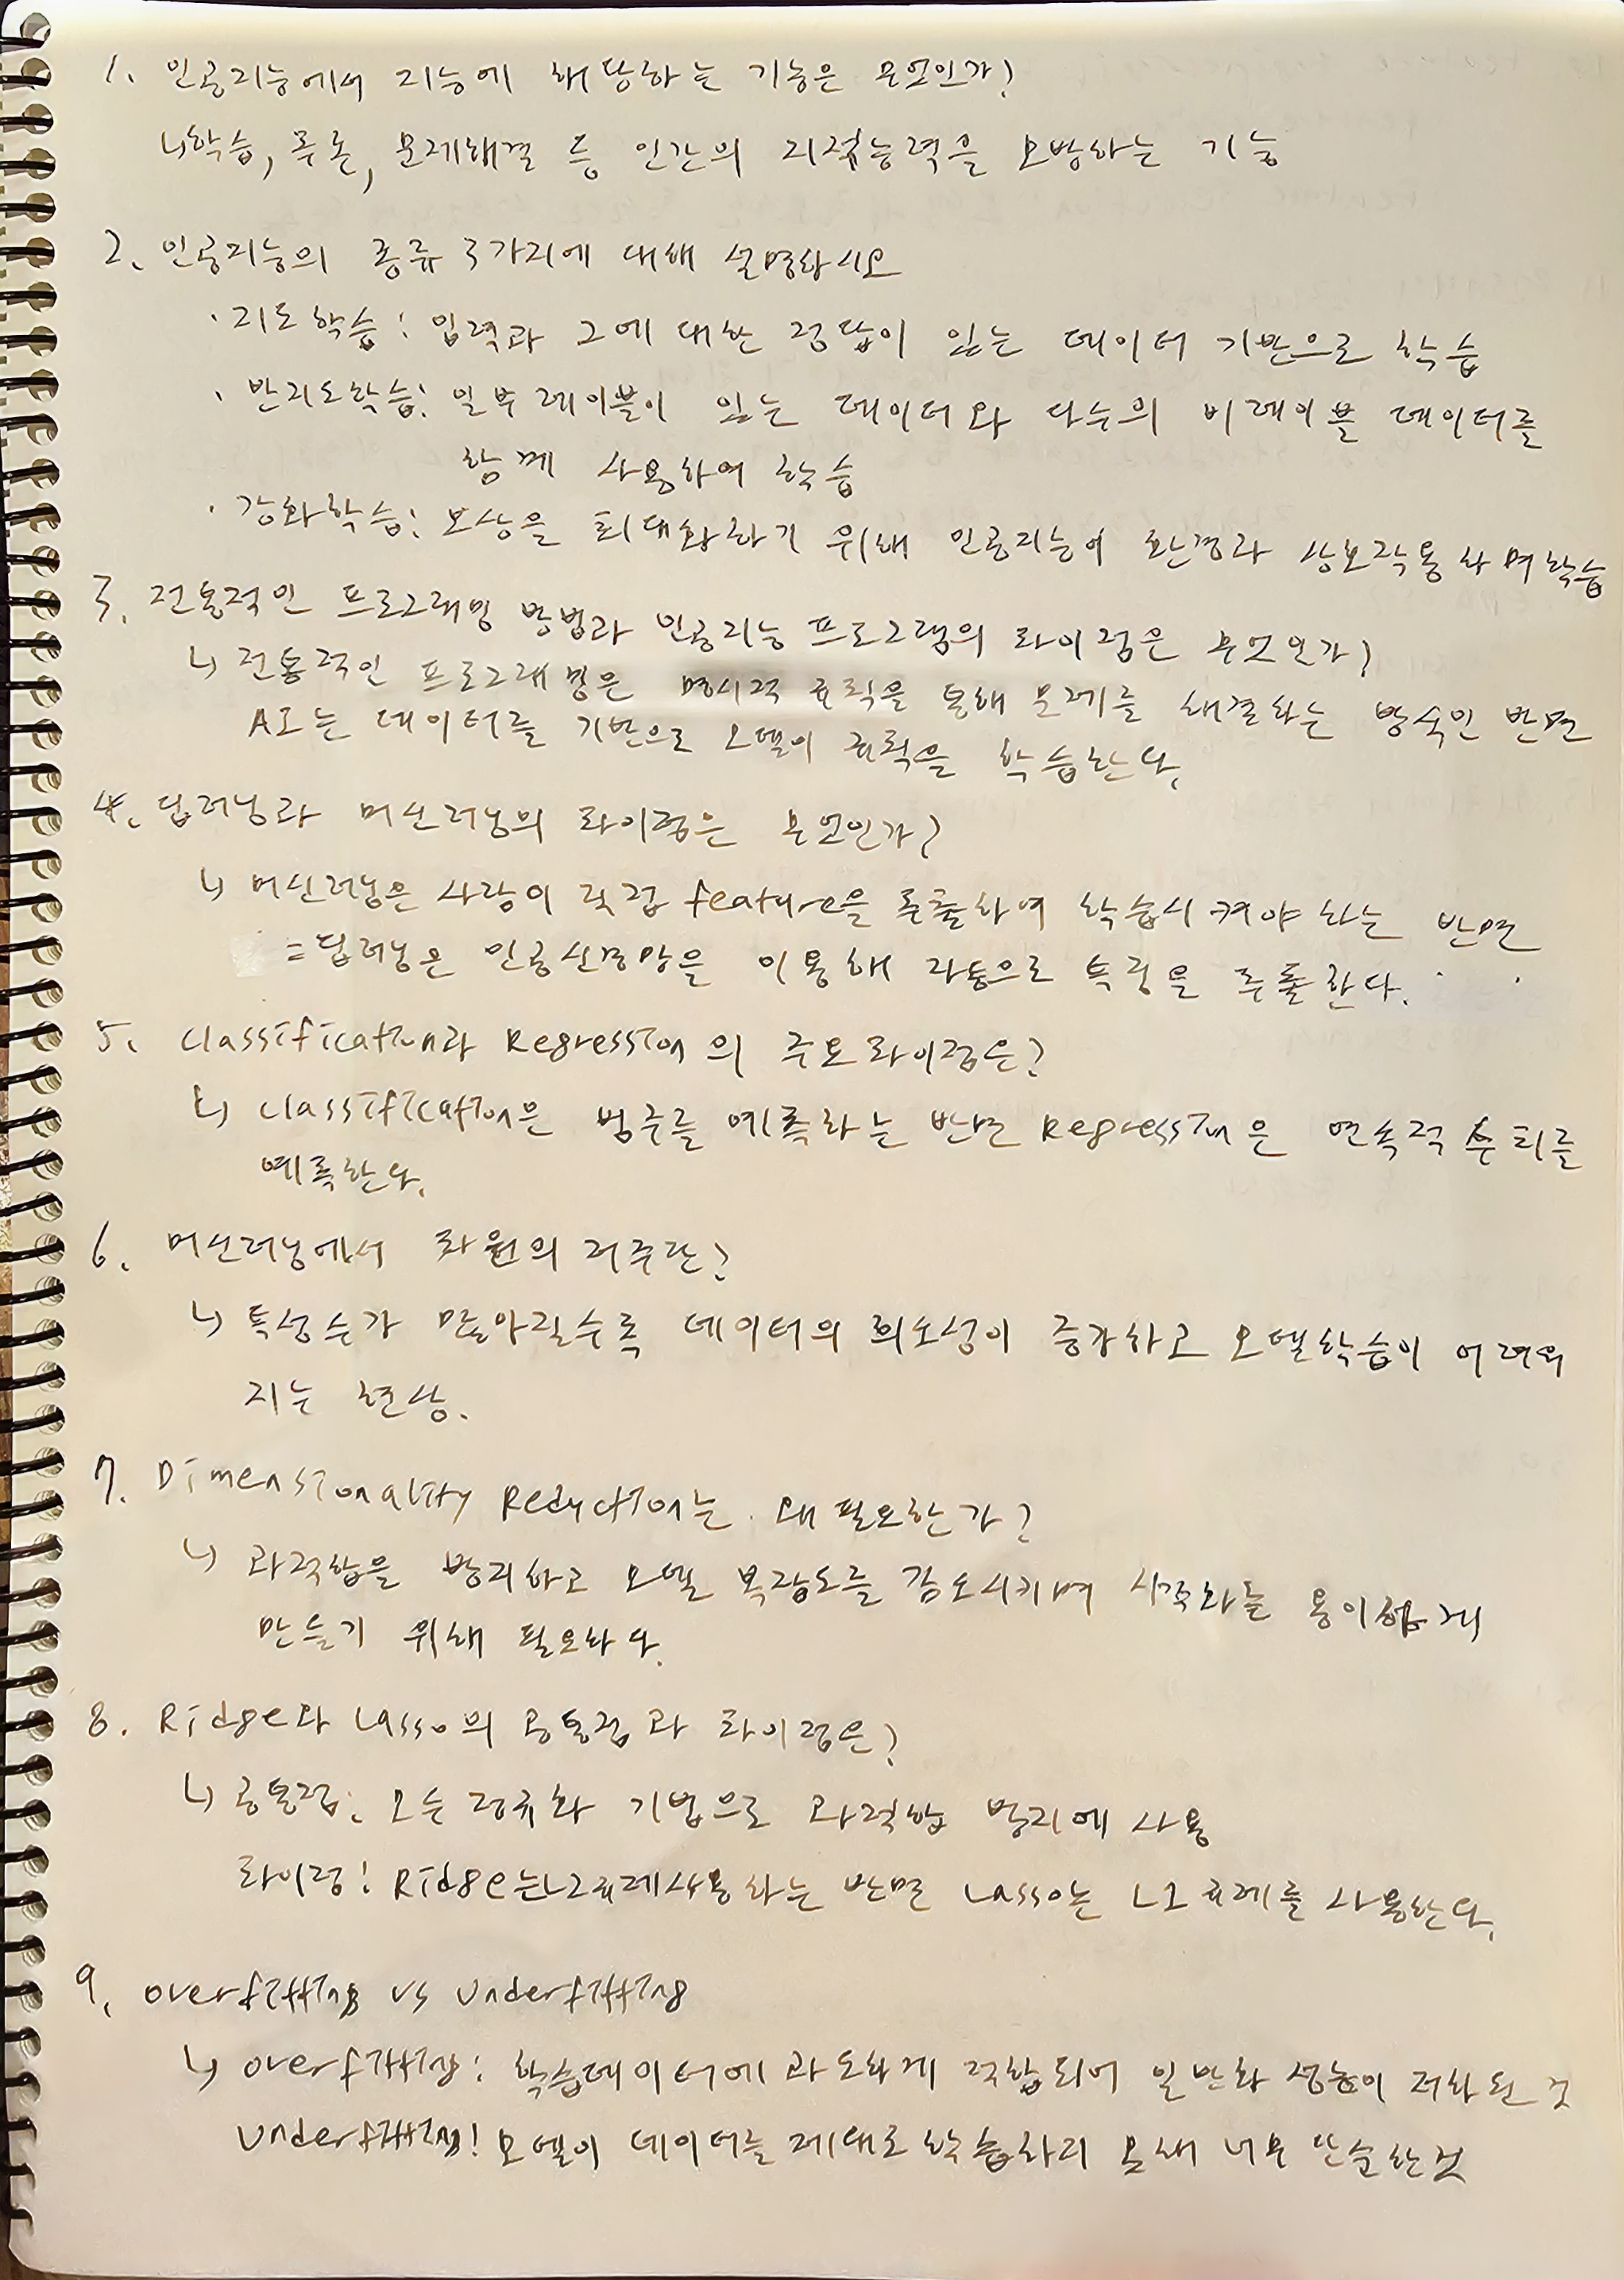 1. 인공지능에서 지능에 해당하는 기능은 무엇인가?
↳학습, 추론, 문제해결 등 인간의 지적능력을 모방하는 기능
2. 인공지능의 종류 3가지에 대해 설명하시오
· 지도학습: 입력과 그에 대한 정답이 있는 데이터 기반으로 학습
· 반지도학습: 일부 레이블이 있는 데이터와 다수의 비레이블 데이터를
함께 사용하여 학습
· 강화학습: 보상을 최대화하기 위해 인공지능이 환경과 상호작용하며학습
3. 전통적인 프로그래밍 방법과 인공지능 프로그램의 차이점은 무엇인가?
↳ 전통적인 프로그래밍은 명시적 규칙을 통해 문제를 해결하는 방식인 반면
AI는 데이터를 기반으로 모델이 규칙을 학습한다.
4. 딥러닝과 머신러닝의 차이점은 무엇인가?
↳ 머신러닝은 사람이 직접 feature을 추출하여 학습시켜야 하는 반면
=딥러닝은 인공신경망을 이용해 자동으로 특징을 추출한다.
5. Classification과 Regression의 주요차이점은?
↳ Classification은 범주를 예측하는 반면 Regression은 연속적 수치를
예측한다.
6. 머신러닝에서 차원의 저주란?
↳ 특성수가 많아질수록 데이터의 희소성이 증가하고 모델학습이 어려워
지는 현상.
7. Dimensionality Reduction는 왜 필요한가?
↳ 과적합을 방지하고 모델 복잡도를 감소시키며 시각화를 용이하게
만들기 위해 필요하다.
8. Ridge와 Lasso의 공통점과 차이점은?
↳ 공통점: 모두 정규화 기법으로 과적합 방지에 사용
차이점: Ridge는L2규제사용하는 반면 Lasso는 L1규제를 사용한다.
9. overfitting vs underfitting
↳ overfitting: 학습데이터에 과도하게 적합되어 일반화 성능이 저하된 것
underfitting: 모델이 데이터를 제대로 학습하지 못해 너무 단순한것